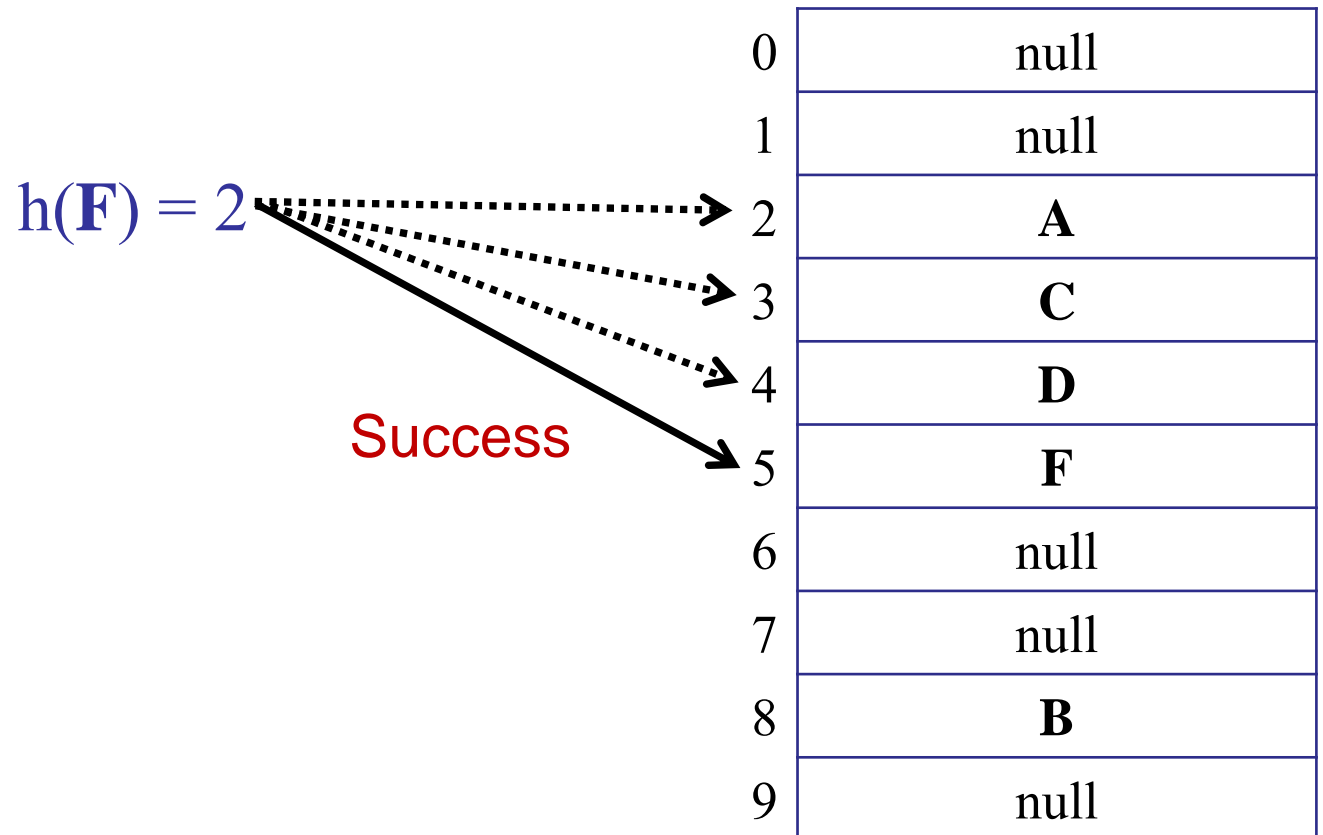 0 null
1 null
h(F) = 2
2 A
3 C
4 D
Success
5 F
6 null
7 null
8 B
9 null